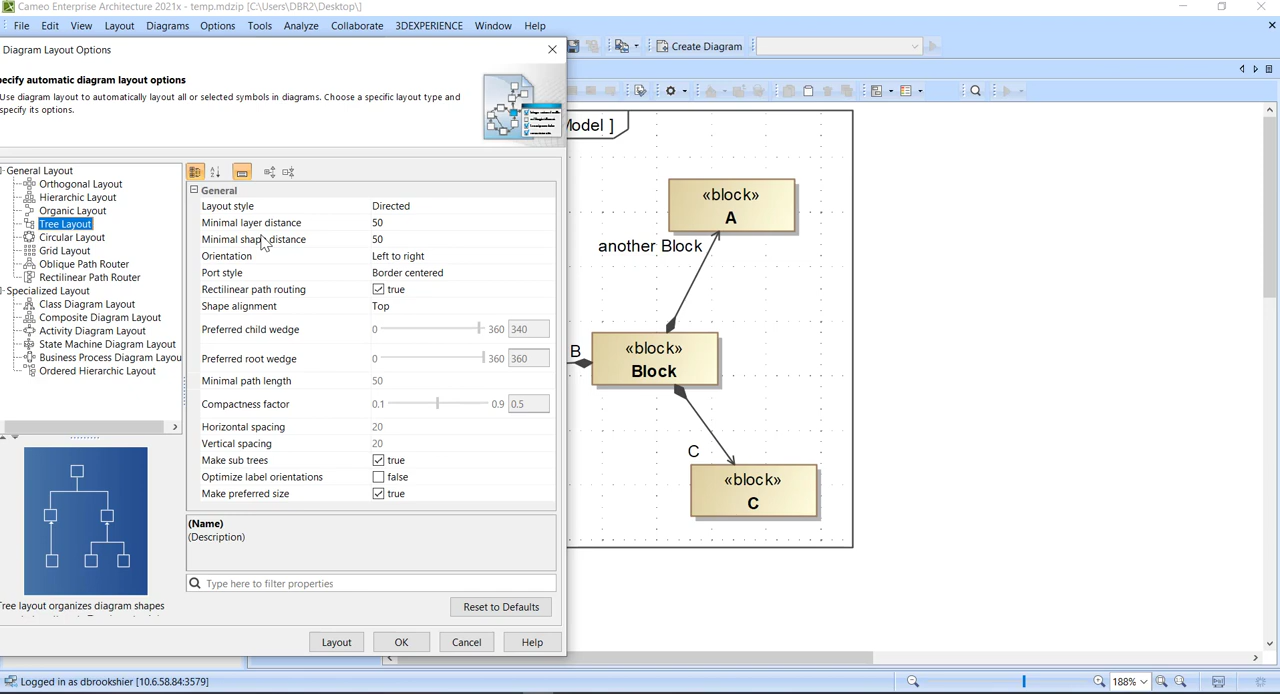 Cameo Enterprise Architecture 2021x - temp.mdzip [C:\Users\DBR2\Desktop\]
File Edit View Layout Diagrams Options Tools Analyze Collaborate 3DEXPERIENCE Window Help
Diagram Layout Options
Create Diagram
ecify automatic diagram layout options
Use diagram layout to automatically layout all or selected symbols in diagrams. Choose a specific layout type and
specify its options.
General Layout
Orthogonal Layout
Hierarchic Layout
Organic Layout
Tree Layout
Circular Layout
Grid Layout
Oblique Path Router
Rectilinear Path Router
Specialized Layout
Class Diagram Layout
Composite Diagram Layout
Activity Diagram Layout
State Machine Diagram Layout
Business Process Diagram Layou
Ordered Hierarchic Layout
Tree layout organizes diagram shapes
General
Layout style Directed
Minimal layer distance 50
Minimal shape distance 50
Orientation Left to right
Port style Border centered
Rectilinear path routing true
Shape alignment Top
Preferred child wedge 0 360 340
Preferred root wedge 0 360 360
Minimal path length 50
Compactness factor 0.1 0.9 0.5
Horizontal spacing 20
Vertical spacing 20
Make sub trees true
Optimize label orientations false
Make preferred size true
(Name)
(Description)
Type here to filter properties
Reset to Defaults
Layout OK Cancel Help
Model ]
«block»
A
another Block
B
«block»
Block
C
«block»
C
Logged in as dbrookshier [10.6.58.84:3579]
188%